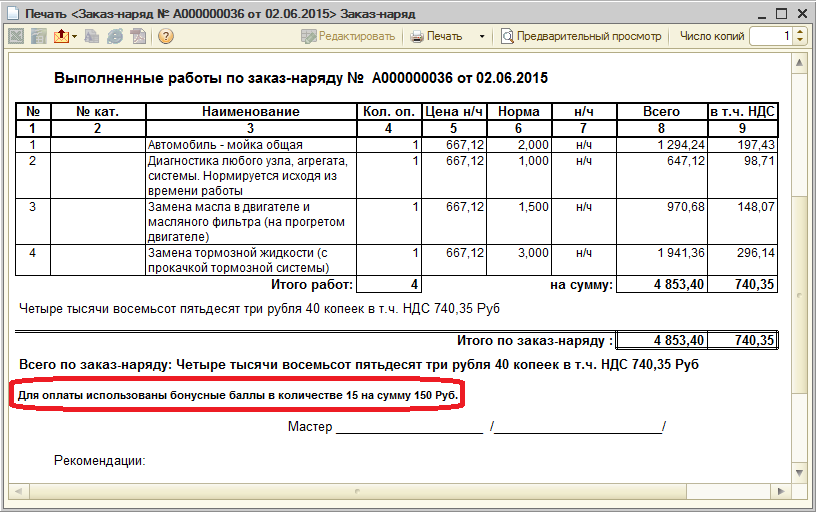 Печать <Заказ-наряд № А000000036 от 02.06.2015> Заказ-наряд
Редактировать Печать Предварительный просмотр Число копий 1
Выполненные работы по заказ-наряду № А000000036 от 02.06.2015
№ № кат. Наименование Кол. оп. Цена н/ч Норма н/ч Всего в т.ч. НДС
1 2 3 4 5 6 7 8 9
1 Автомобиль - мойка общая 1 667,12 2,000 н/ч 1 294,24 197,43
2 Диагностика любого узла, агрегата, 1 667,12 1,000 н/ч 647,12 98,71
системы. Нормируется исходя из
времени работы
3 Замена масла в двигателе и 1 667,12 1,500 н/ч 970,68 148,07
масляного фильтра (на прогретом
двигателе)
4 Замена тормозной жидкости (с 1 667,12 3,000 н/ч 1 941,36 296,14
прокачкой тормозной системы)
Итого работ: 4 на сумму: 4 853,40 740,35
Четыре тысячи восемьсот пятьдесят три рубля 40 копеек в т.ч. НДС 740,35 Руб
Итого по заказ-наряду : 4 853,40 740,35
Всего по заказ-наряду: Четыре тысячи восемьсот пятьдесят три рубля 40 копеек в т.ч. НДС 740,35 Руб
Для оплаты использованы бонусные баллы в количестве 15 на сумму 150 Руб.
Мастер ____________________ /_______________________/
Рекомендации: